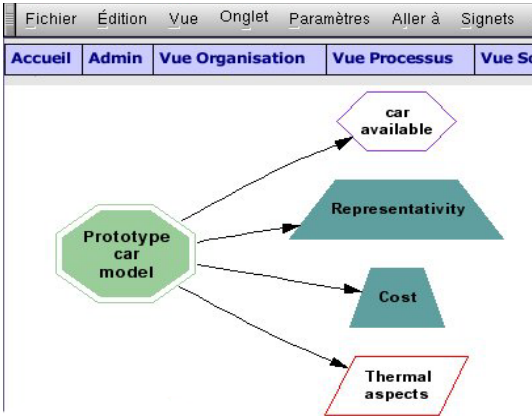 Fichier Édition Vue Onglet Paramètres Aller à Signets
Accueil Admin Vue Organisation Vue Processus Vue
car
available
Representativity
Prototype
car
model
Cost
Thermal
aspects